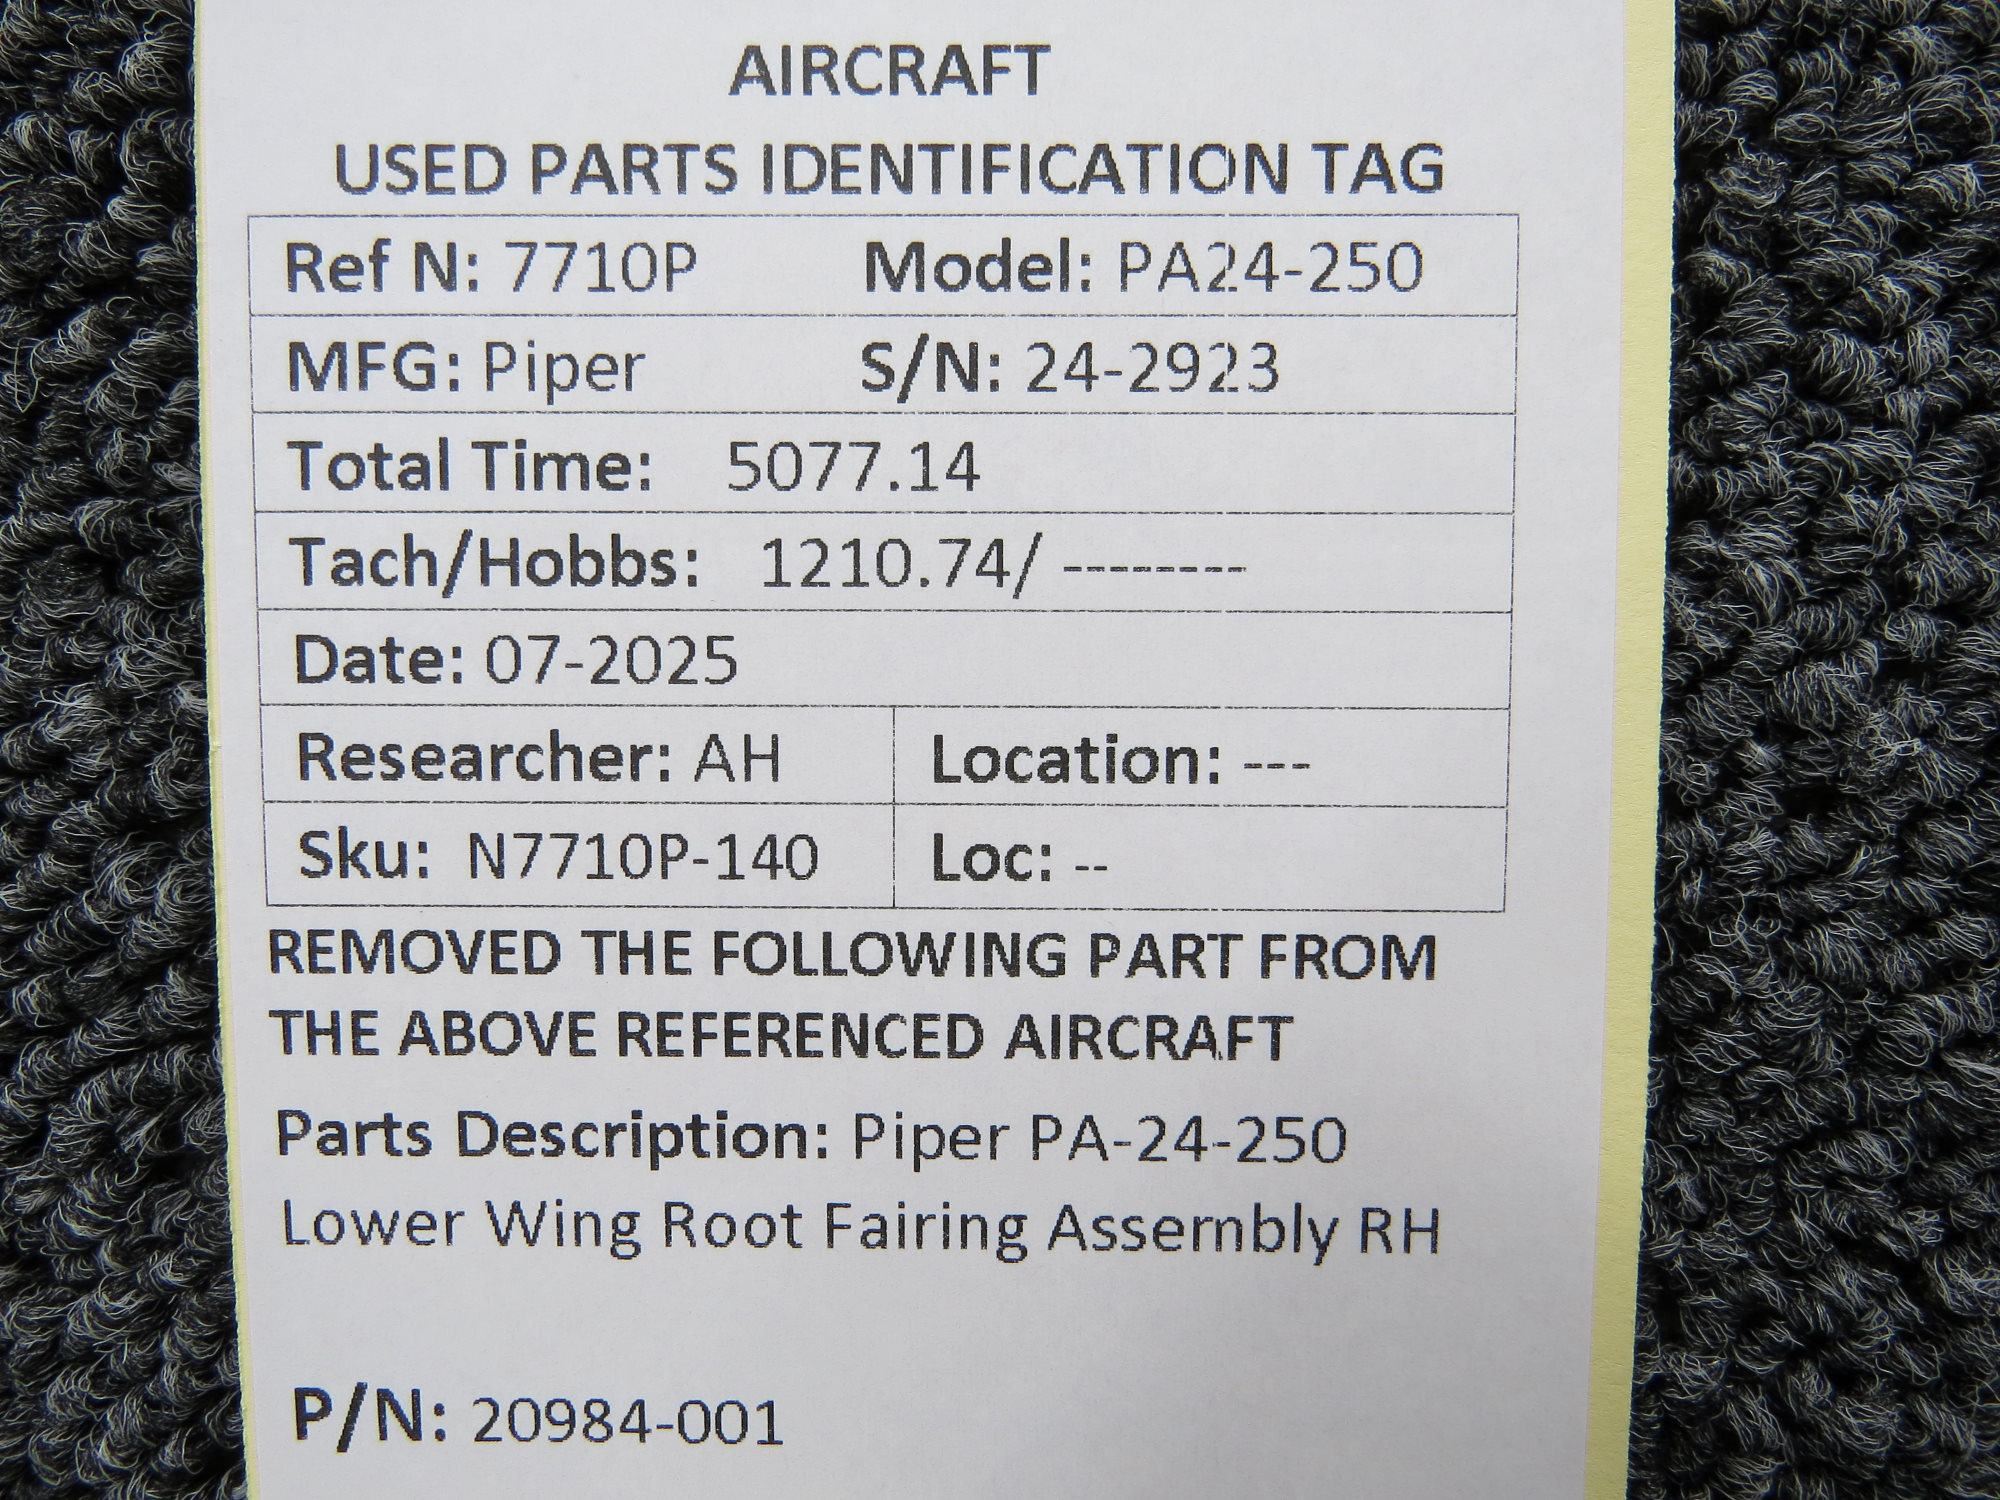 AIRCRAFT
USED PARTS IDENTIFICATION TAG
Ref N: 7710P Model: PA24-250
MFG: Piper S/N: 24-2923
Total Time: 5077.14
Tach/Hobbs: 1210.74/ --------
Date: 07-2025
Researcher: AH Location: ---
Sku: N7710P-140 Loc: --
REMOVED THE FOLLOWING PART FROM
THE ABOVE REFERENCED AIRCRAFT
Parts Description: Piper PA-24-250
Lower Wing Root Fairing Assembly RH
P/N: 20984-001